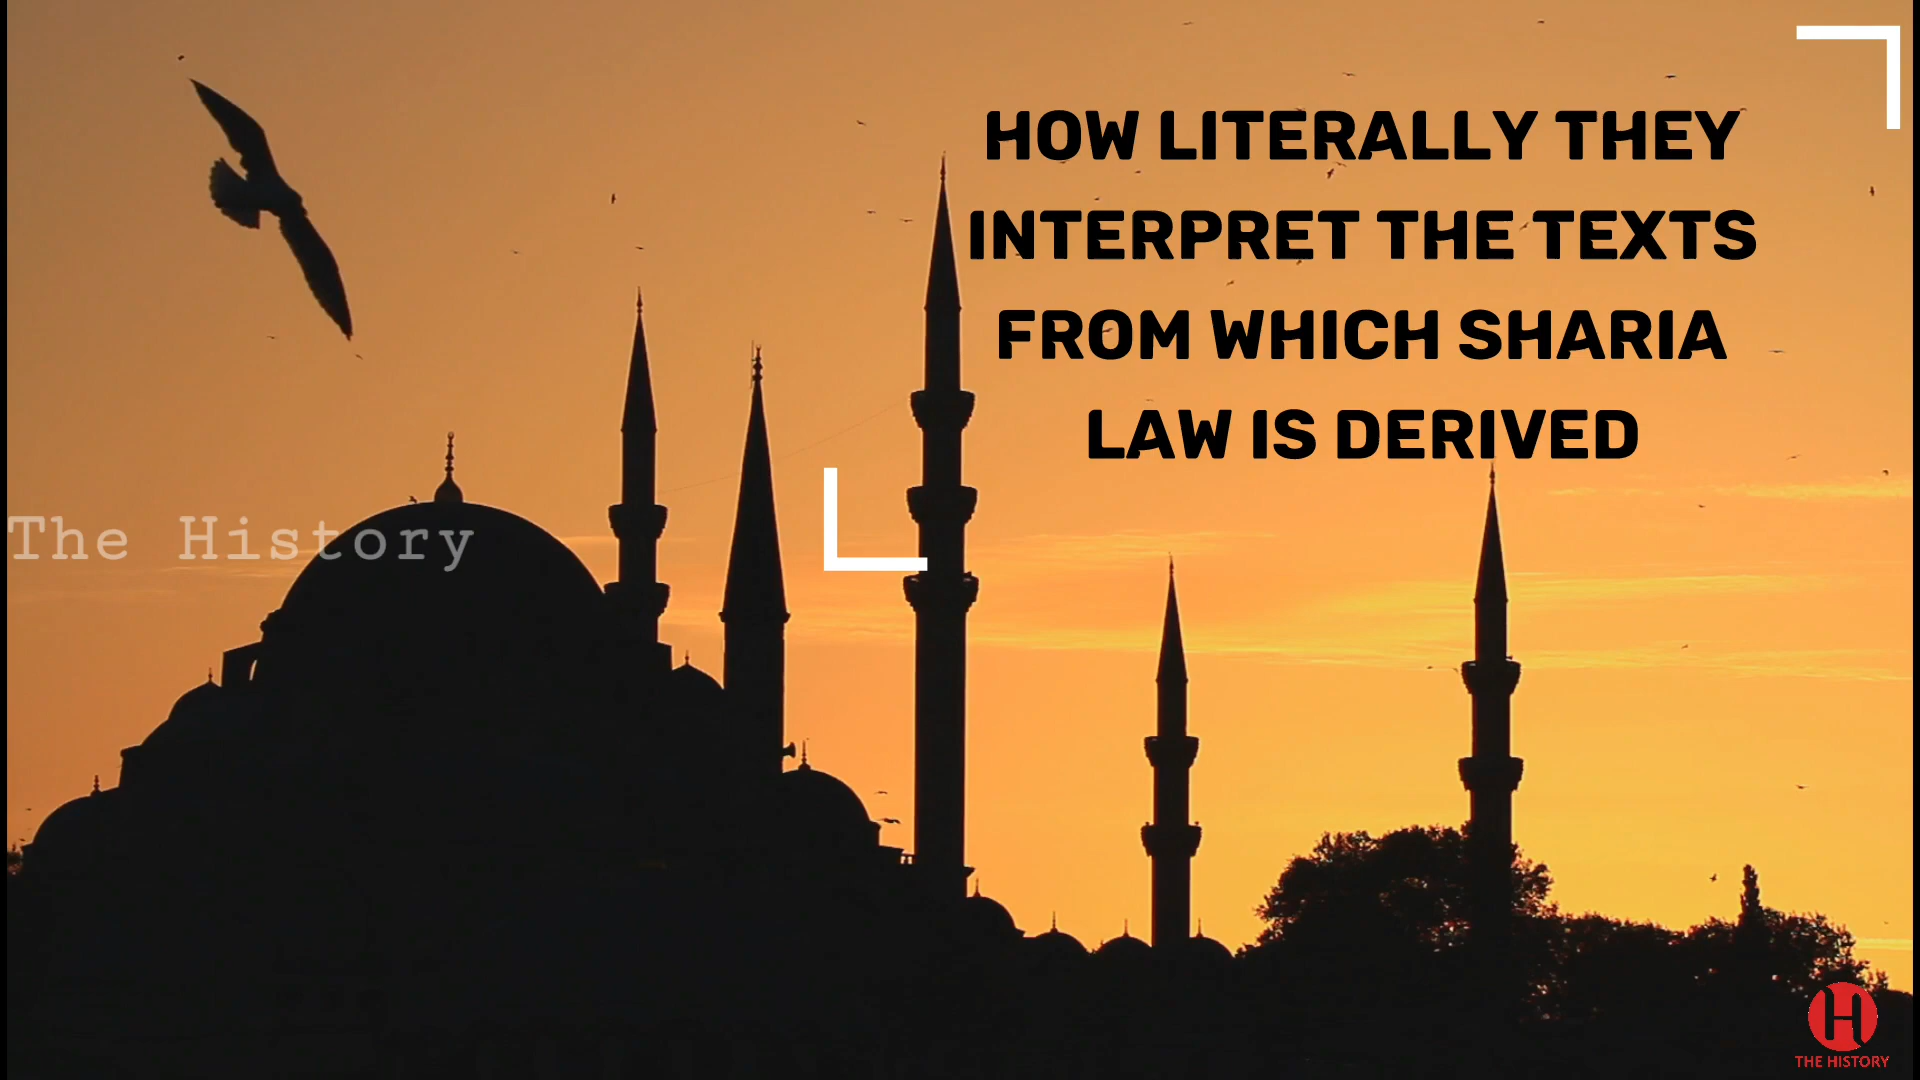 HOW LITERALLY THEY
INTERPRET THE TEXTS
FROM WHICH SHARIA
LAW IS DERIVED
The History
THE HISTORY